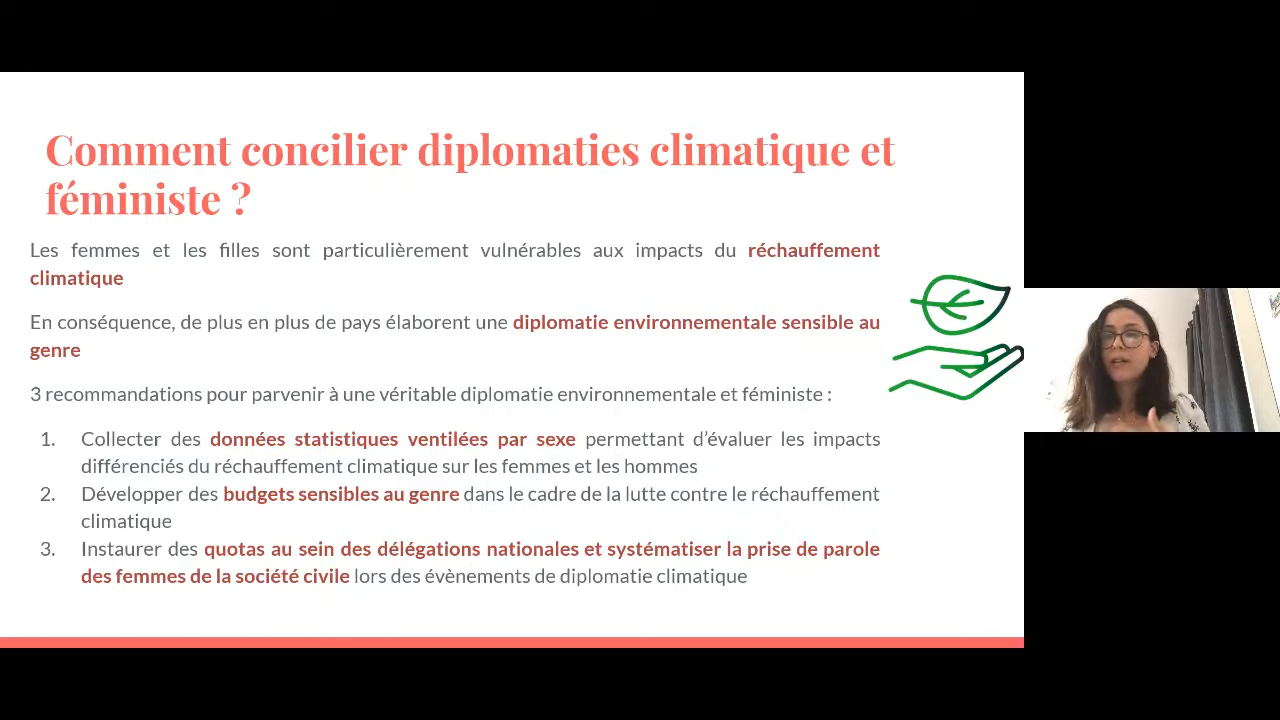 Comment concilier diplomaties climatique et
féministe ?
Les femmes et les filles sont particulièrement vulnérables aux impacts du réchauffement
climatique
En conséquence, de plus en plus de pays élaborent une diplomatie environnementale sensible au
genre
3 recommandations pour parvenir à une véritable diplomatie environnementale et féministe :
1. Collecter des données statistiques ventilées par sexe permettant d’évaluer les impacts
différenciés du réchauffement climatique sur les femmes et les hommes
2. Développer des budgets sensibles au genre dans le cadre de la lutte contre le réchauffement
climatique
3. Instaurer des quotas au sein des délégations nationales et systématiser la prise de parole
des femmes de la société civile lors des évènements de diplomatie climatique